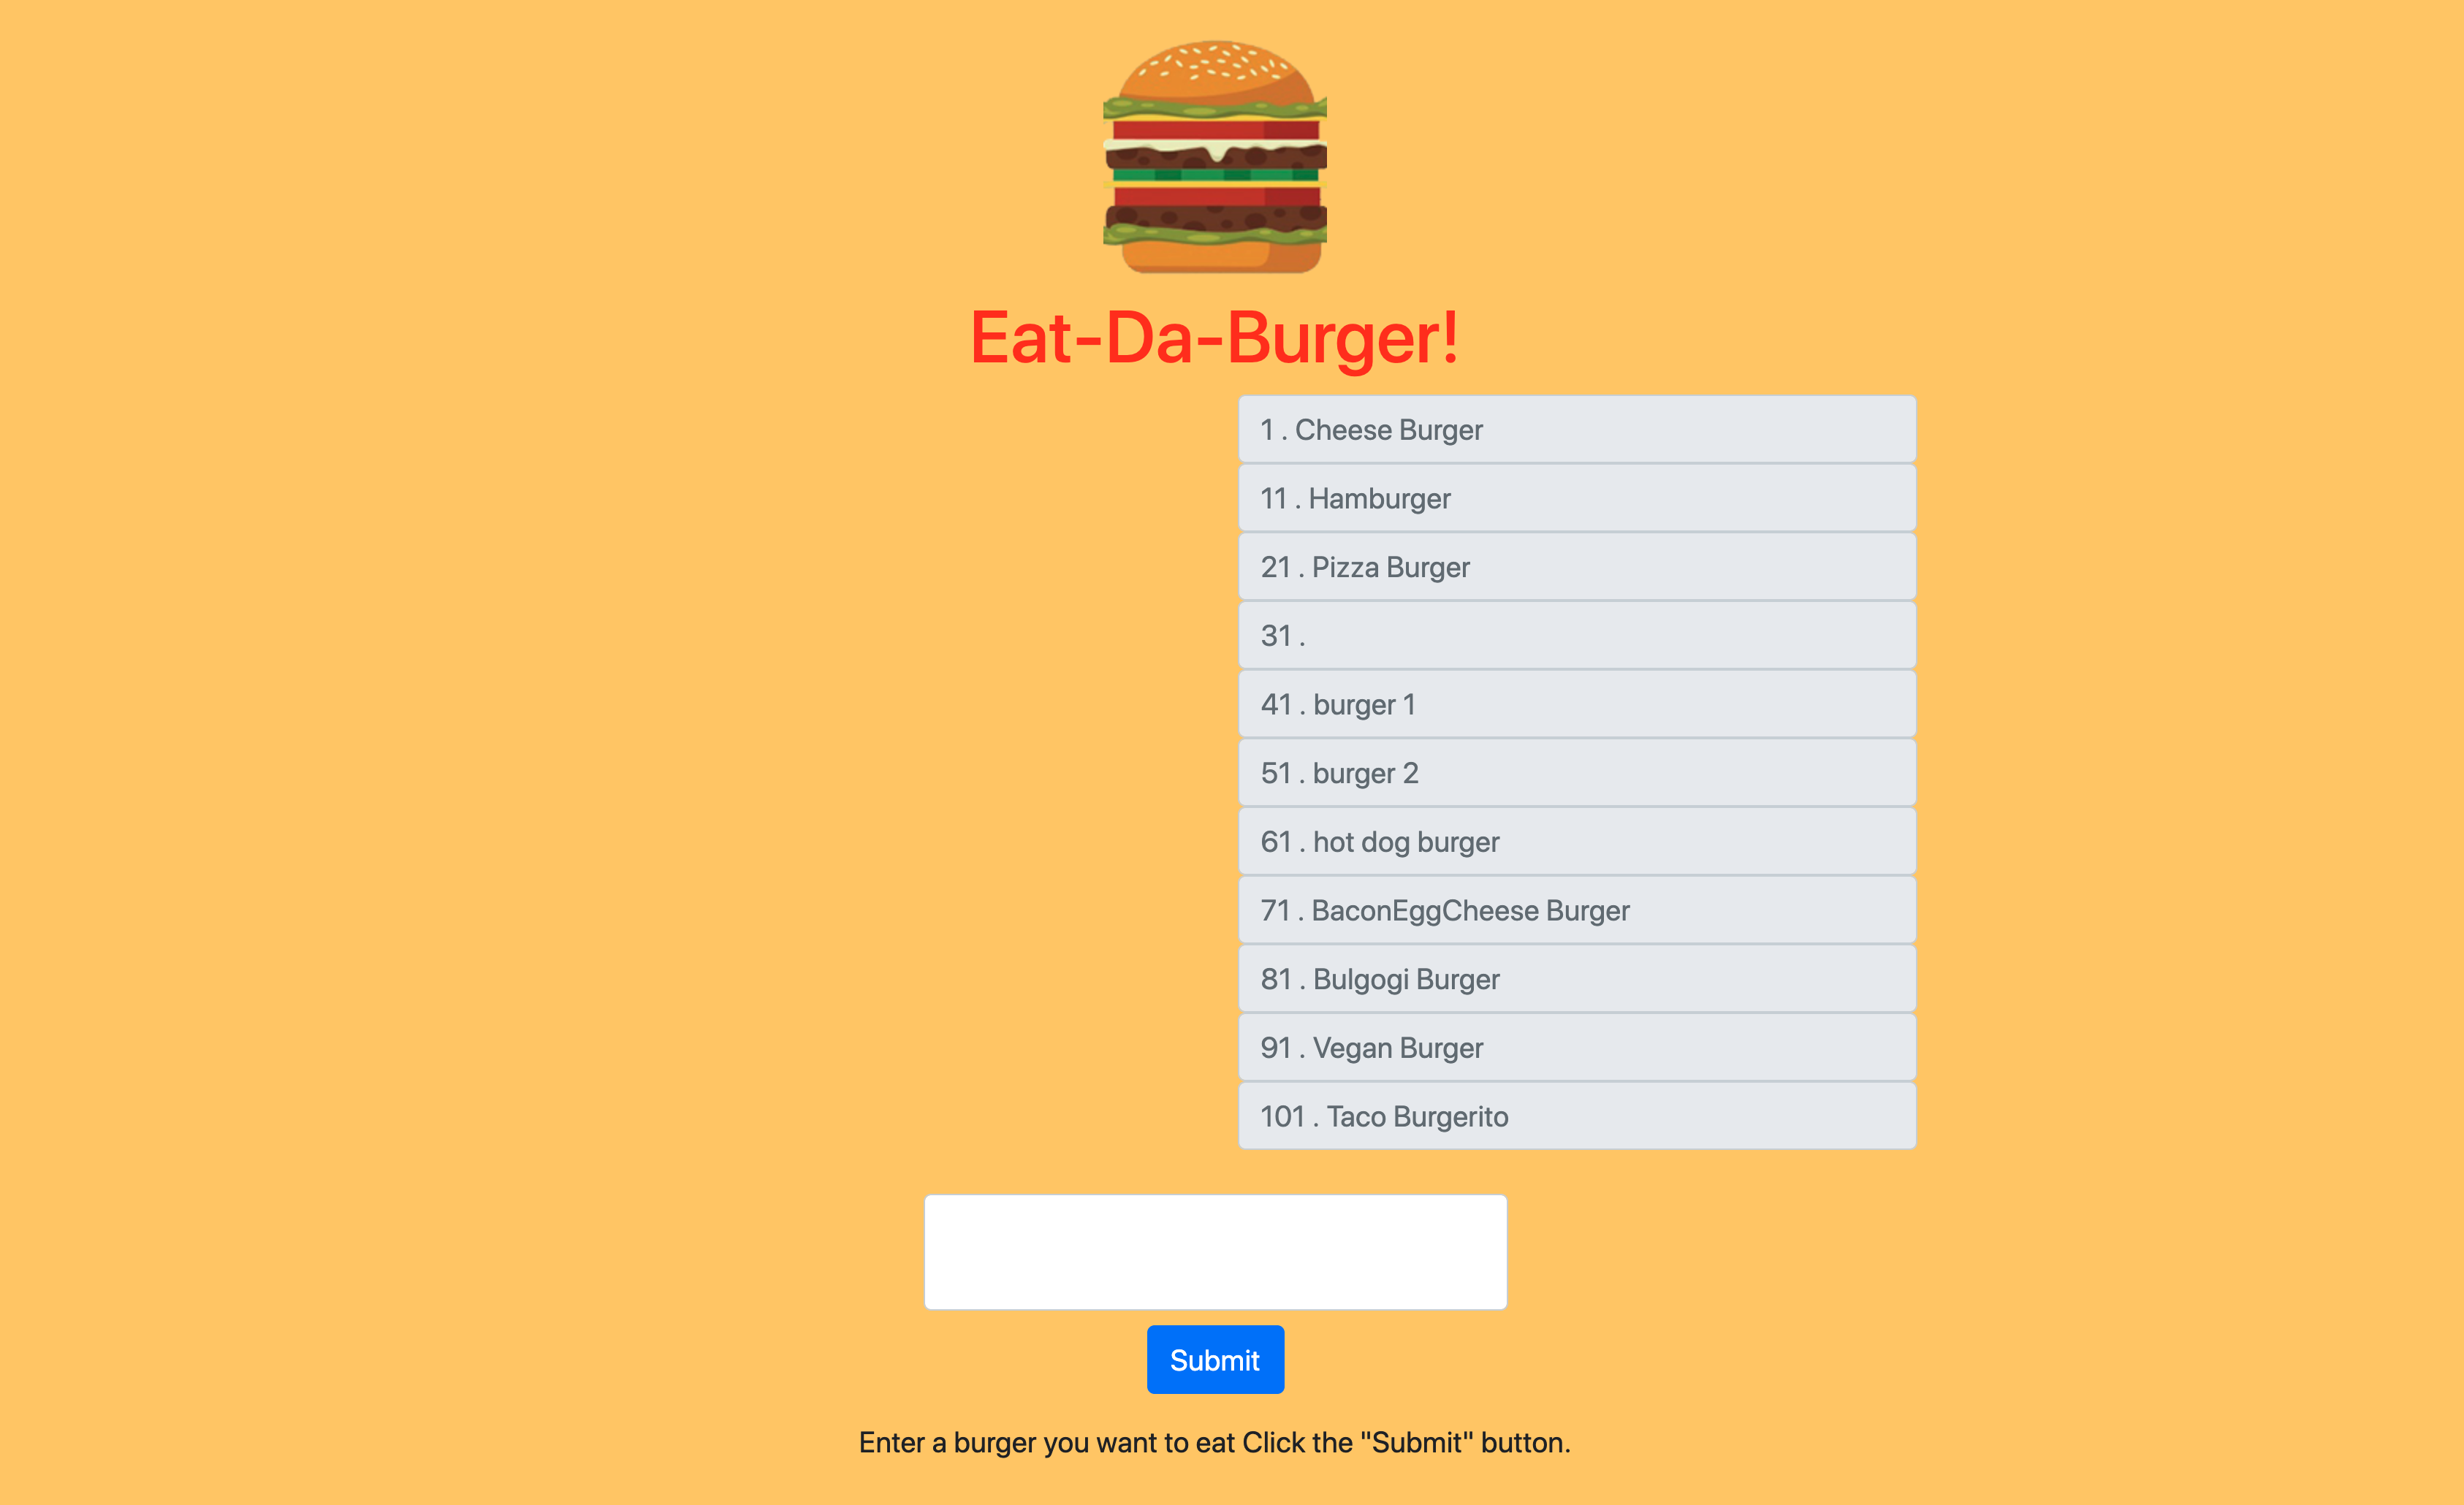 Eat-Da-Burger!
1 . Cheese Burger
11 . Hamburger
21 . Pizza Burger
31 .
41 . burger 1
51 . burger 2
61 . hot dog burger
71 . BaconEggCheese Burger
81 . Bulgogi Burger
91 . Vegan Burger
101 . Taco Burgerito
Submit
Enter a burger you want to eat Click the "Submit" button.